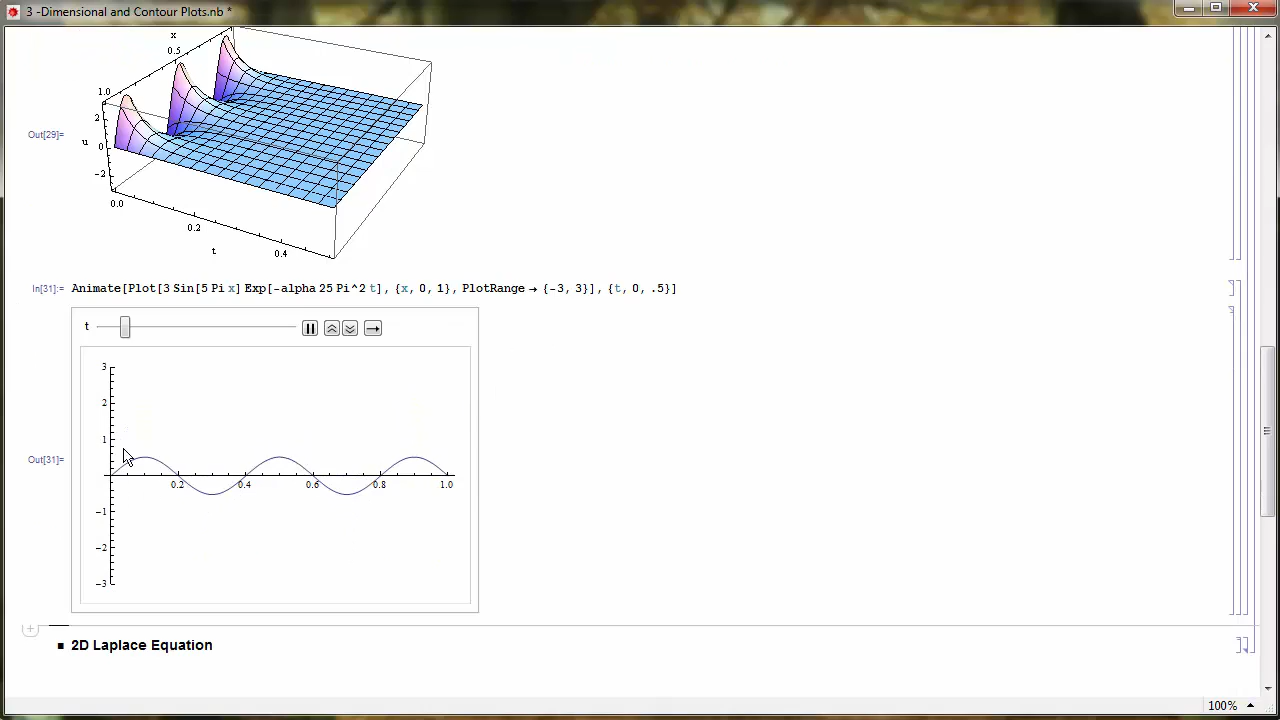 3 -Dimensional and Contour Plots.nb *
x
0.5
1.0
2
u
0
-2
0.0
0.2
t
0.4
Out[29]=
In[31]:= Animate[Plot[3 Sin[5 Pi x] Exp[-alpha 25 Pi^2 t], {x, 0, 1}, PlotRange → {-3, 3}], {t, 0, .5}]
t
3
2
1
0.2 0.4 0.6 0.8 1.0
-1
-2
-3
Out[31]=
2D Laplace Equation
100%